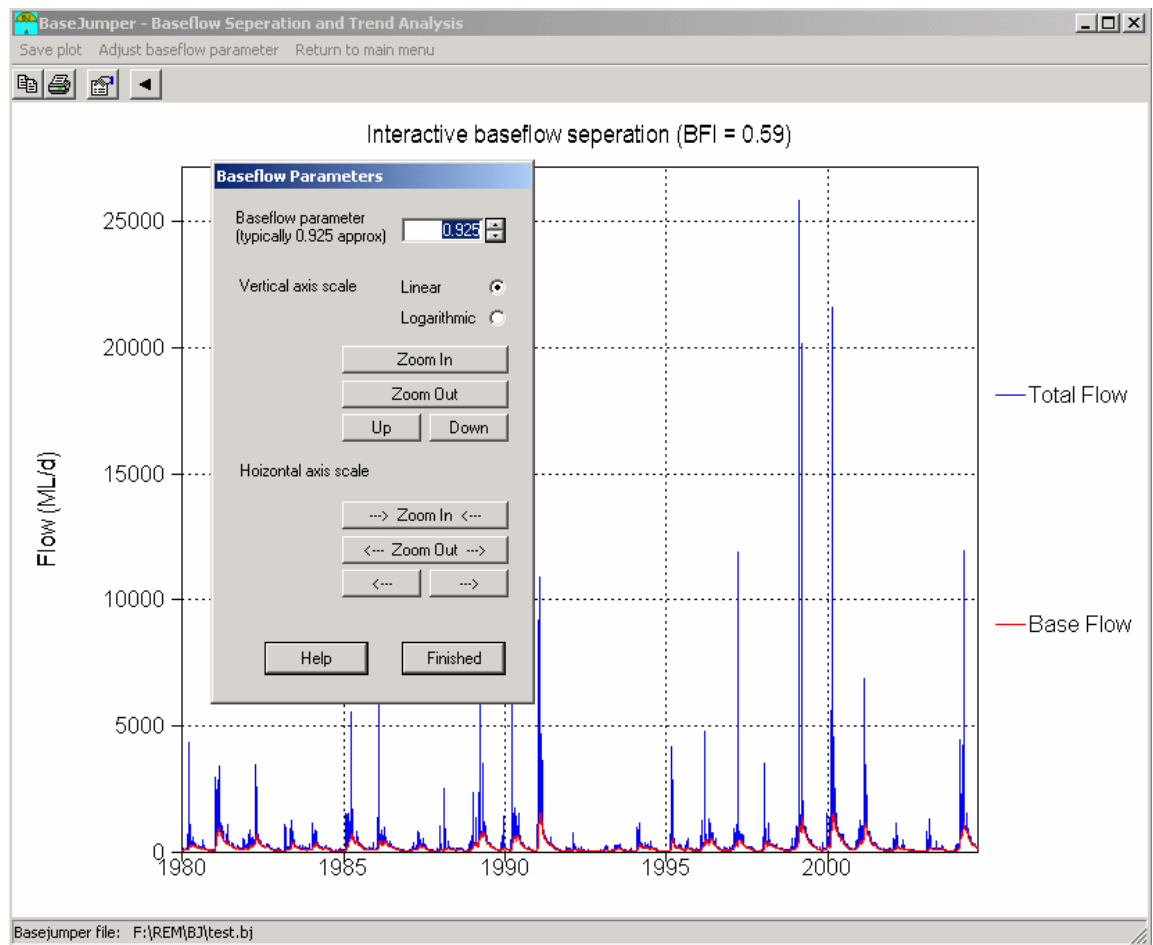 BaseJumper - Baseflow Seperation and Trend Analysis
Save plot Adjust baseflow parameter Return to main menu
Interactive baseflow seperation (BFI = 0.59)
Baseflow Parameters
Baseflow parameter
(typically 0.925 approx)
0.925
Vertical axis scale
Linear
Logarithmic
Zoom In
Zoom Out
Up Down
Hoizontal axis scale
---> Zoom In <---
<--- Zoom Out --->
<--- --->
Help Finished
Flow (ML/d)
25000
20000
15000
10000
5000
0
1980 1985 1990 1995 2000
Total Flow
Base Flow
Basejumper file: F:\REM\BJ\test.bj